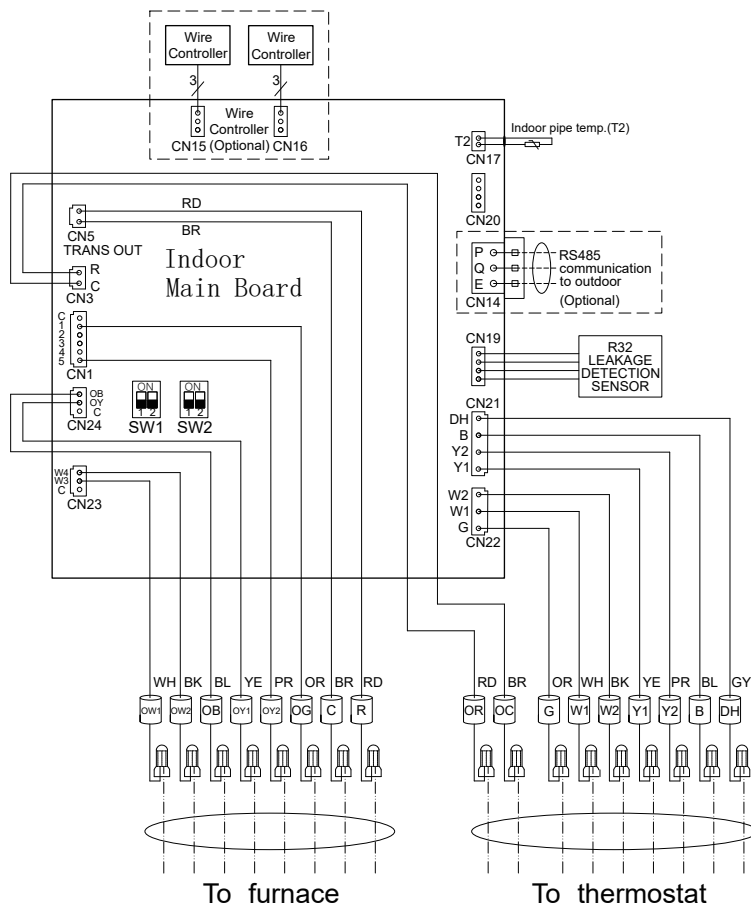 Wire Controller
Wire Controller
3
3
Wire Controller
CN15 (Optional) CN16
T2
CN17
Indoor pipe temp.(T2)
CN20
RD
BR
CN5
TRANS OUT
R
C
CN3
Indoor
Main Board
P
Q
E
CN14
RS485
communication
to outdoor
(Optional)
C
1
2
3
4
5
CN1
CN19
R32
LEAKAGE
DETECTION
SENSOR
OB
OY
C
CN24
ON
1 2
SW1
ON
1 2
SW2
CN21
DH
B
Y2
Y1
W4
W3
C
CN23
W2
W1
G
CN22
WH BK BL YE PR OR BR RD
OW1 OW2 OB OY1 OY2 OG C R
RD BR OR WH BK YE PR BL GY
OR OC G W1 W2 Y1 Y2 B DH
To furnace
To thermostat